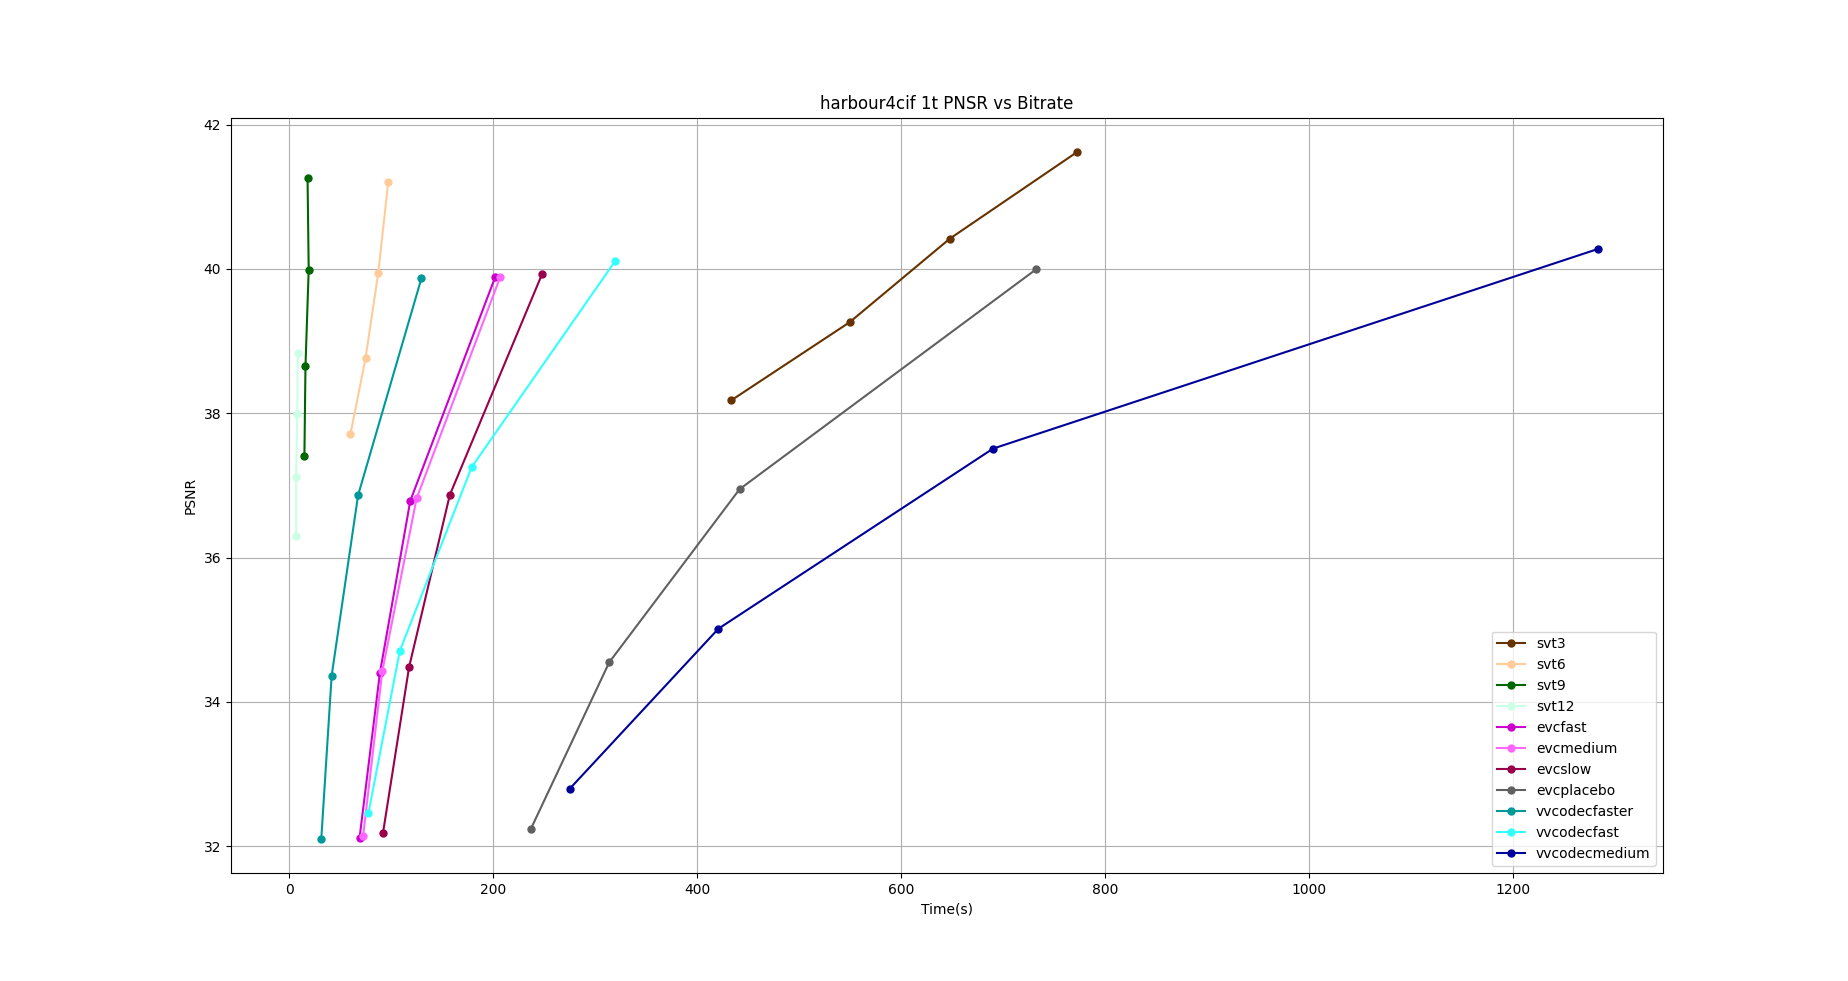 harbour4cif 1t PNSR vs Bitrate
42
40
38
36
34
32
PSNR
0 200 400 600 800 1000 1200
Time(s)
svt3
svt6
svt9
svt12
evcfast
evcmedium
evcslow
evcplacebo
vvcodecfaster
vvcodecfast
vvcodecmedium